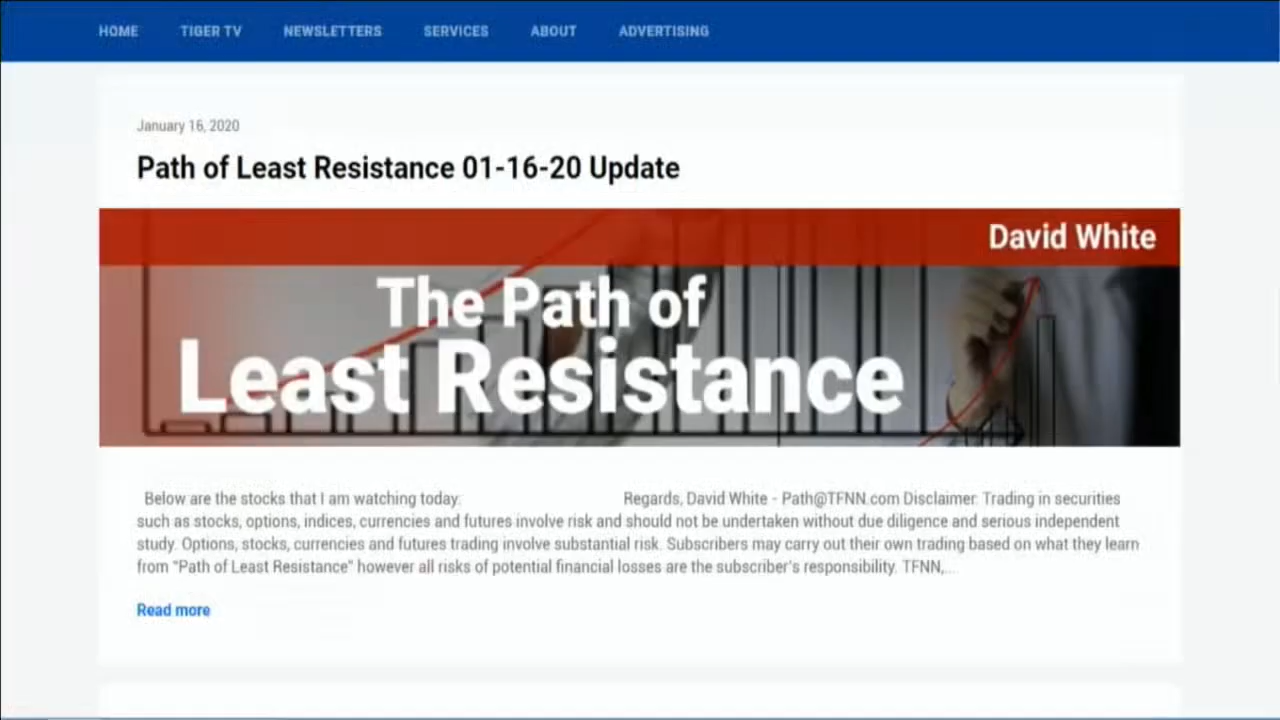 HOME TIGER TV NEWSLETTERS SERVICES ABOUT ADVERTISING
January 16, 2020
Path of Least Resistance 01-16-20 Update
David White
The Path of
Least Resistance
Below are the stocks that I am watching today: Regards, David White - Path@TFNN.com Disclaimer: Trading in securities
such as stocks, options, indices, currencies and futures involve risk and should not be undertaken without due diligence and serious independent
study. Options, stocks, currencies and futures trading involve substantial risk. Subscribers may carry out their own trading based on what they learn
from “Path of Least Resistance” however all risks of potential financial losses are the subscriber's responsibility. TFNN,...
Read more